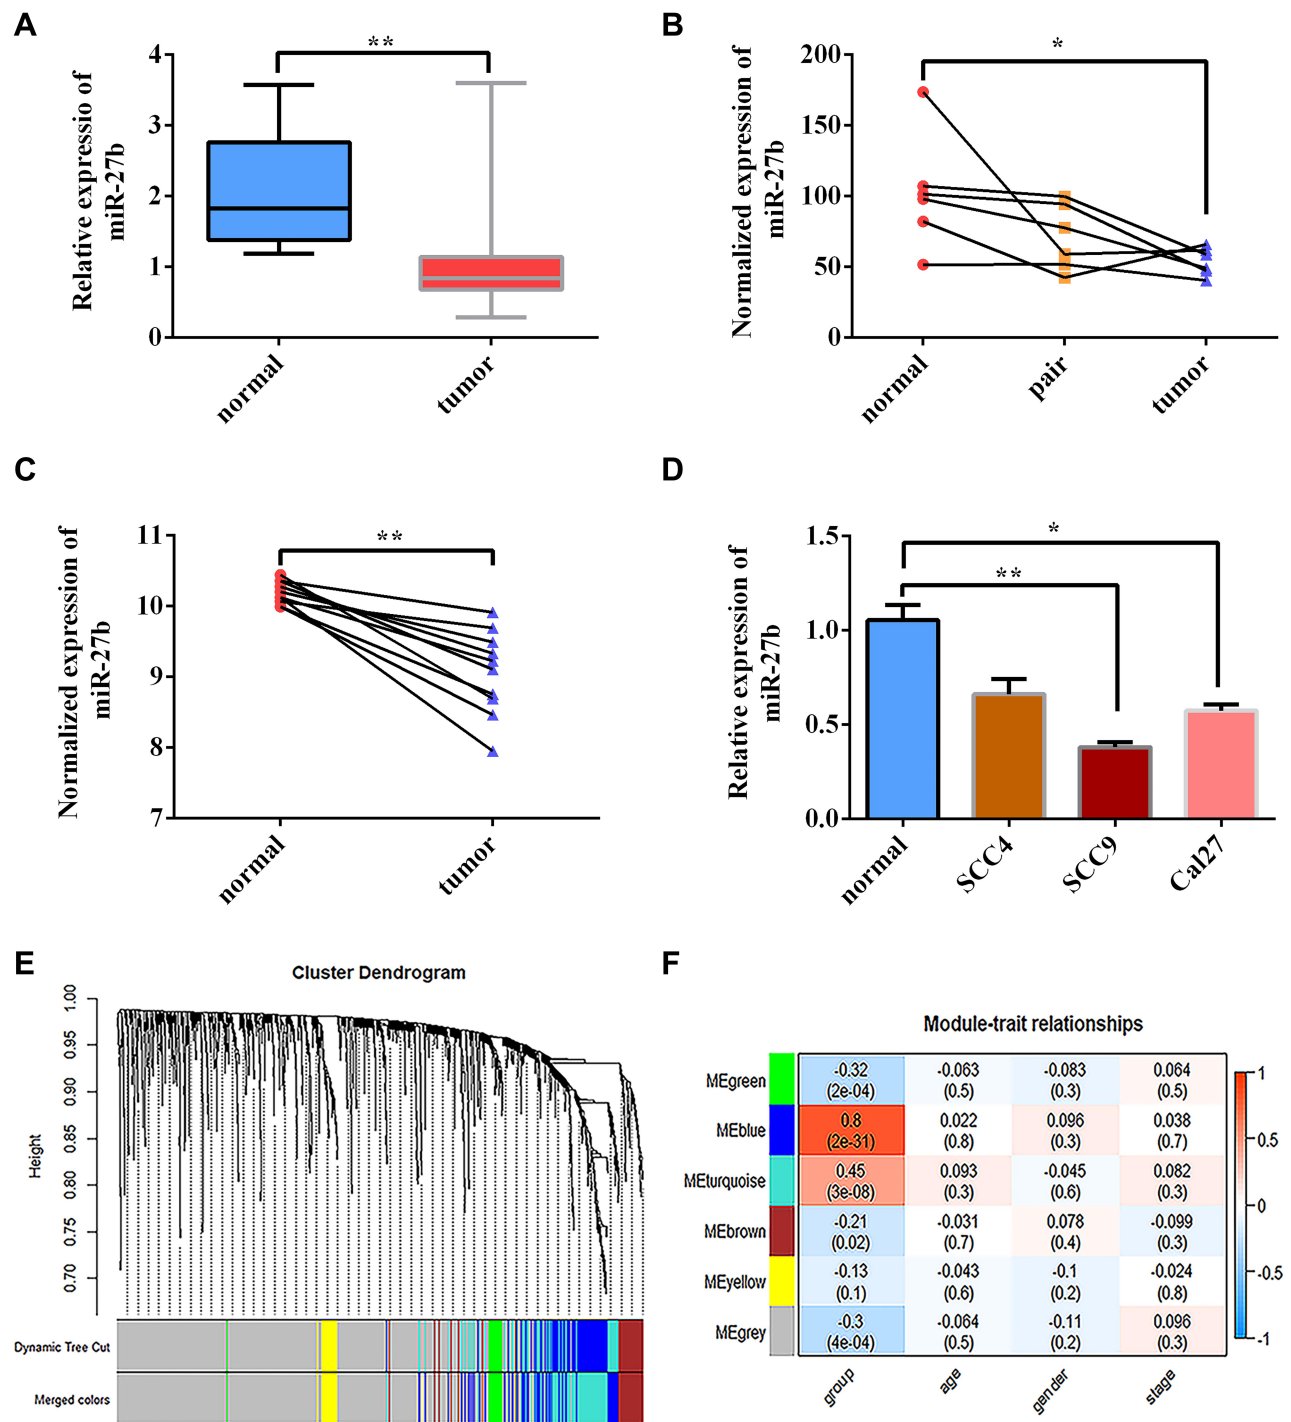 A
Relative expressio of
miR-27b
4
3
2
1
0
**
normal
tumor
B
Normalized expression of
miR-27b
200
150
100
50
0
*
normal
pair
tumor
C
Normalized expression of
miR-27b
11
10
9
8
7
**
normal
tumor
D
Relative expression of
miR-27b
1.5
1.0
0.5
0.0
*
**
normal
SCC4
SCC9
Cal27
E
Cluster Dendrogram
Height
1.00
0.95
0.90
0.85
0.80
0.75
0.70
Dynamic Tree Cut
Merged colors
F
Module-trait relationships
MEgreen
-0.32 -0.063 -0.083 0.064
(2e-04) (0.5) (0.3) (0.5)
MEblue
0.8 0.022 0.096 0.038
(2e-31) (0.8) (0.3) (0.7)
MEturquoise
0.45 0.093 -0.045 0.082
(3e-08) (0.3) (0.6) (0.3)
MEbrown
-0.21 -0.031 0.078 -0.099
(0.02) (0.7) (0.4) (0.3)
MEyellow
-0.13 -0.043 -0.1 -0.024
(0.1) (0.6) (0.2) (0.8)
MEgrey
-0.3 -0.064 -0.11 0.096
(4e-04) (0.5) (0.2) (0.3)
group
age
gender
stage
1
0.5
0
-0.5
-1